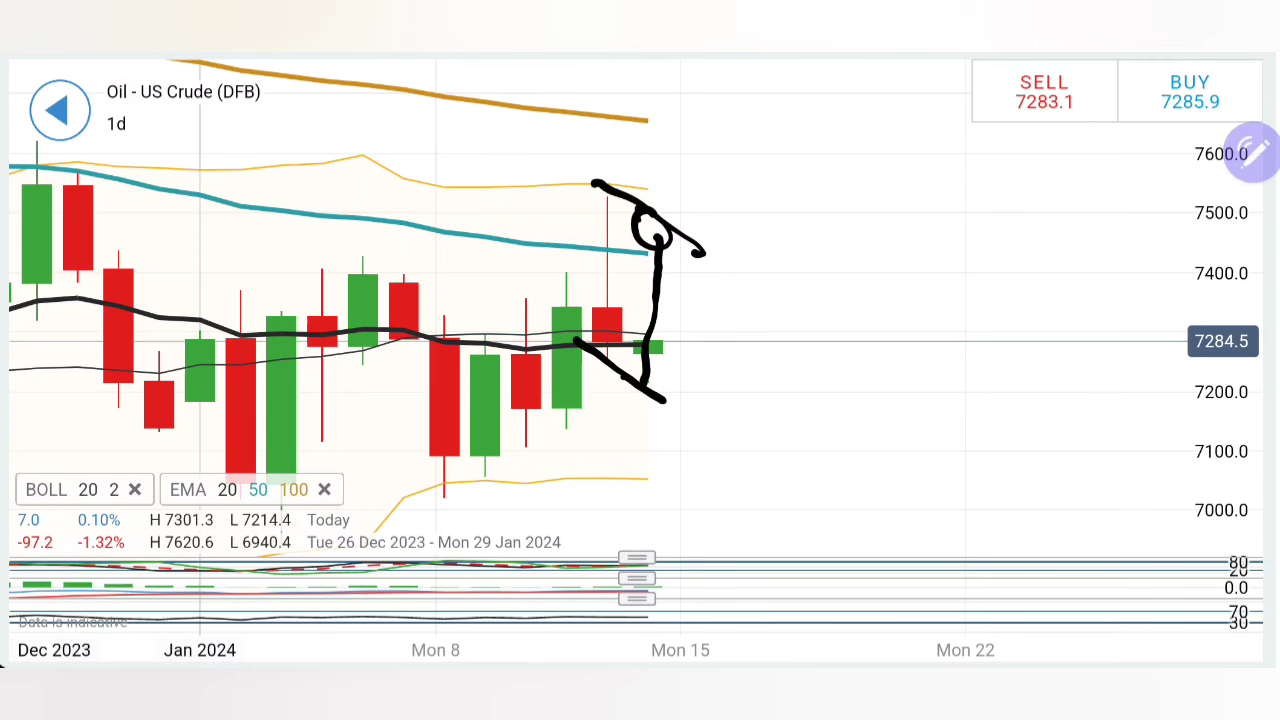 Oil - US Crude (DFB)
1d
SELL
7283.1
BUY
7285.9
7600.0
7500.0
7400.0
7284.5
7200.0
7100.0
7000.0
BOLL 20 2 ×
EMA 20 50 100 ×
7.0 0.10% H 7301.3 L 7214.4 Today
-97.2 -1.32% H 7620.6 L 6940.4 Tue 26 Dec 2023 - Mon 29 Jan 2024
80
20
0.0
70
30
Data is indicative
Dec 2023 Jan 2024 Mon 8 Mon 15 Mon 22